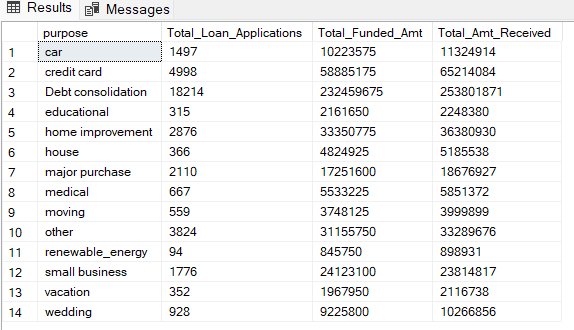 Results Messages
purpose Total_Loan_Applications Total_Funded_Amt Total_Amt_Received
1 car 1497 10223575 11324914
2 credit card 4998 58885175 65214084
3 Debt consolidation 18214 232459675 253801871
4 educational 315 2161650 2248380
5 home improvement 2876 33350775 36380930
6 house 366 4824925 5185538
7 major purchase 2110 17251600 18676927
8 medical 667 5533225 5851372
9 moving 559 3748125 3999899
10 other 3824 31155750 33289676
11 renewable_energy 94 845750 898931
12 small business 1776 24123100 23814817
13 vacation 352 1967950 2116738
14 wedding 928 9225800 10266856